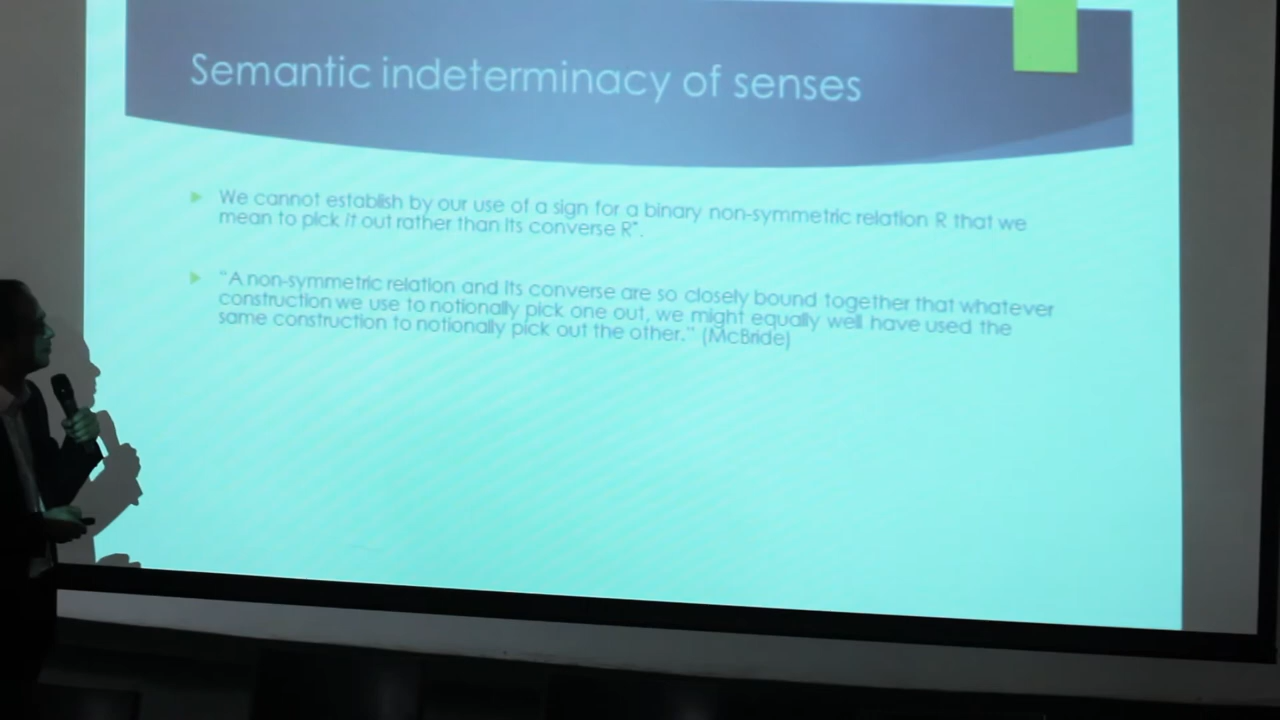 Semantic indeterminacy of senses
We cannot establish by our use of a sign for a binary non-symmetric relation R that we
mean to pick it out rather than its converse R*.
“A non-symmetric relation and its converse are so closely bound together that whatever
construction we use to notionally pick one out, we might equally well have used the
same construction to notionally pick out the other.” (McBride)